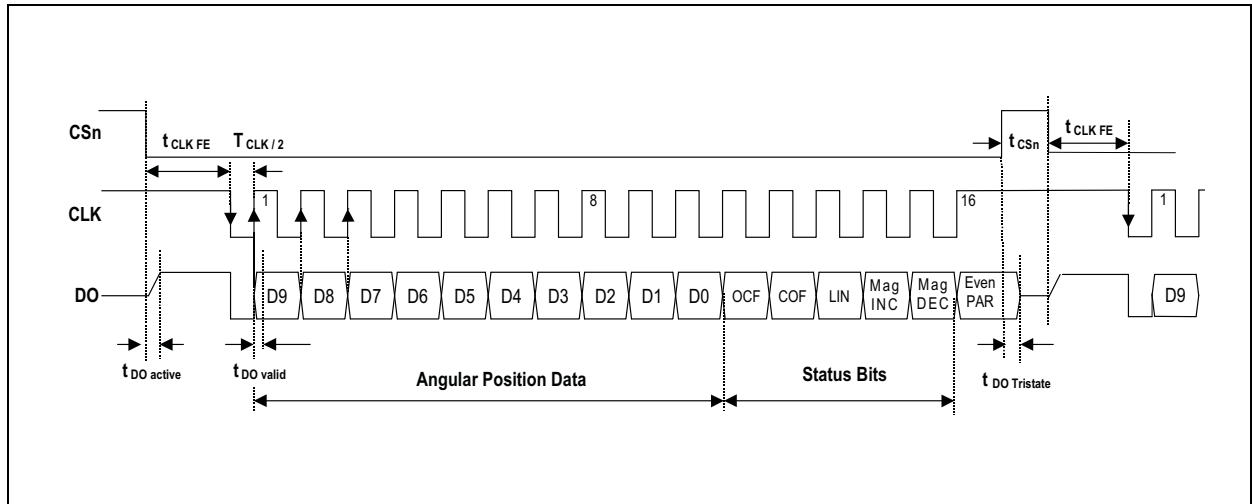 CSn
t CLK FE
T CLK / 2
t CSn
t CLK FE
CLK
1
8
16
1
DO
D9
D8
D7
D6
D5
D4
D3
D2
D1
D0
OCF
COF
LIN
Mag
INC
Mag
DEC
Even
PAR
D9
t DO active
t DO valid
Angular Position Data
Status Bits
t DO Tristate